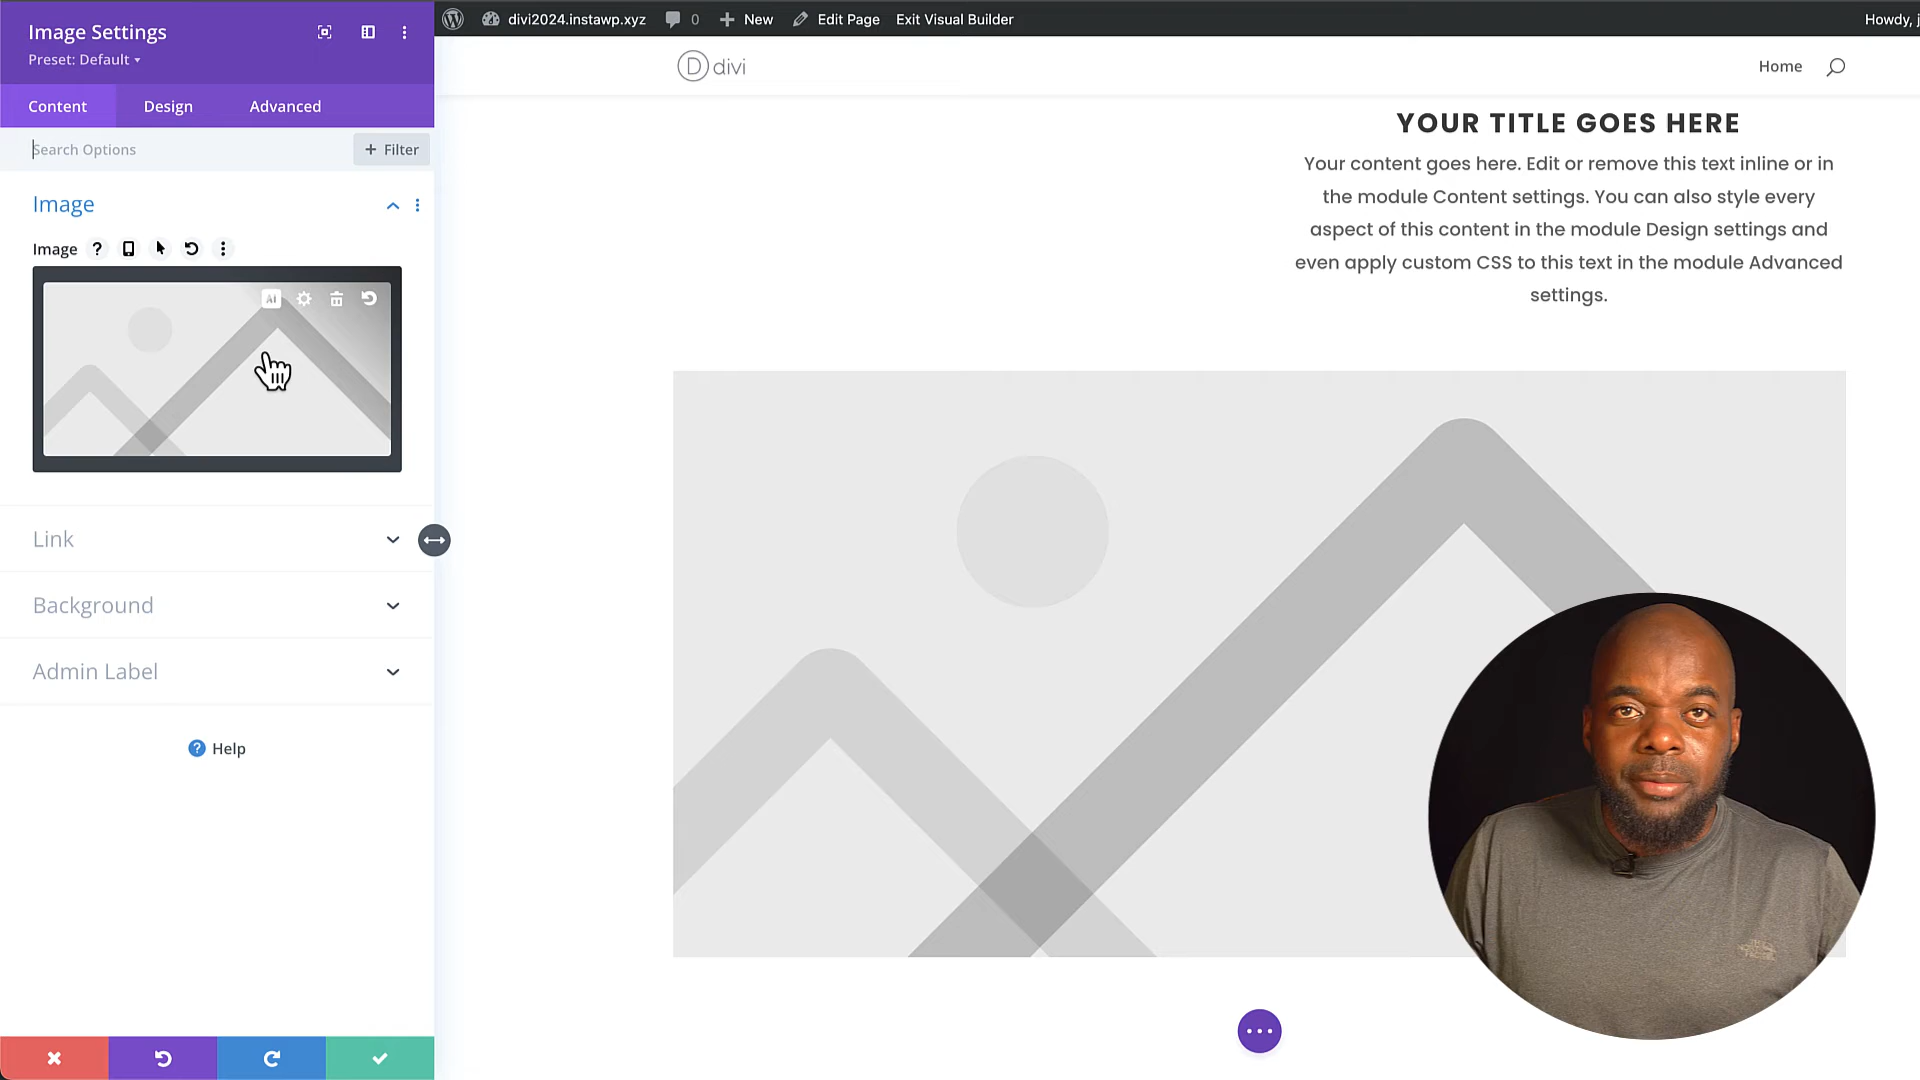 Image Settings
Preset: Default
Content
Design
Advanced
Search Options
+ Filter
Image
Image
?
AI
Link
Background
Admin Label
? Help
divi2024.instawp.xyz
0
New
Edit Page
Exit Visual Builder
Howdy, j
D divi
Home
YOUR TITLE GOES HERE
Your content goes here. Edit or remove this text inline or in
the module Content settings. You can also style every
aspect of this content in the module Design settings and
even apply custom CSS to this text in the module Advanced
settings.